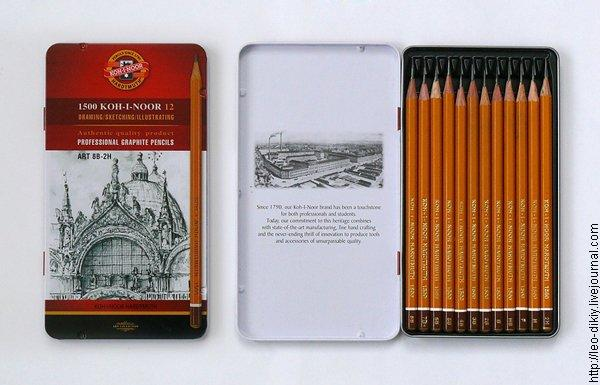 KOH-I-NOOR
HARDTMUTH
1500 KOH-I-NOOR 12
DRAWING/SKETCHING/ILLUSTRATING
Authentic quality product
PROFESSIONAL GRAPHITE PENCILS
ART 8B-2H
KOH-I-NOOR HARDTMUTH
Since 1790, our Koh-I-Noor brand has been a touchstone
for both professionals and students.
Today, our commitment to this heritage combines
with state-of-the-art manufacturing, fine hard crafting
and the never-ending thrill of innovation to produce tools
and accessories of unsurpassable quality.
KOH-I-NOOR HARDTMUTH 1500
http://leo-dikiy.livejournal.com